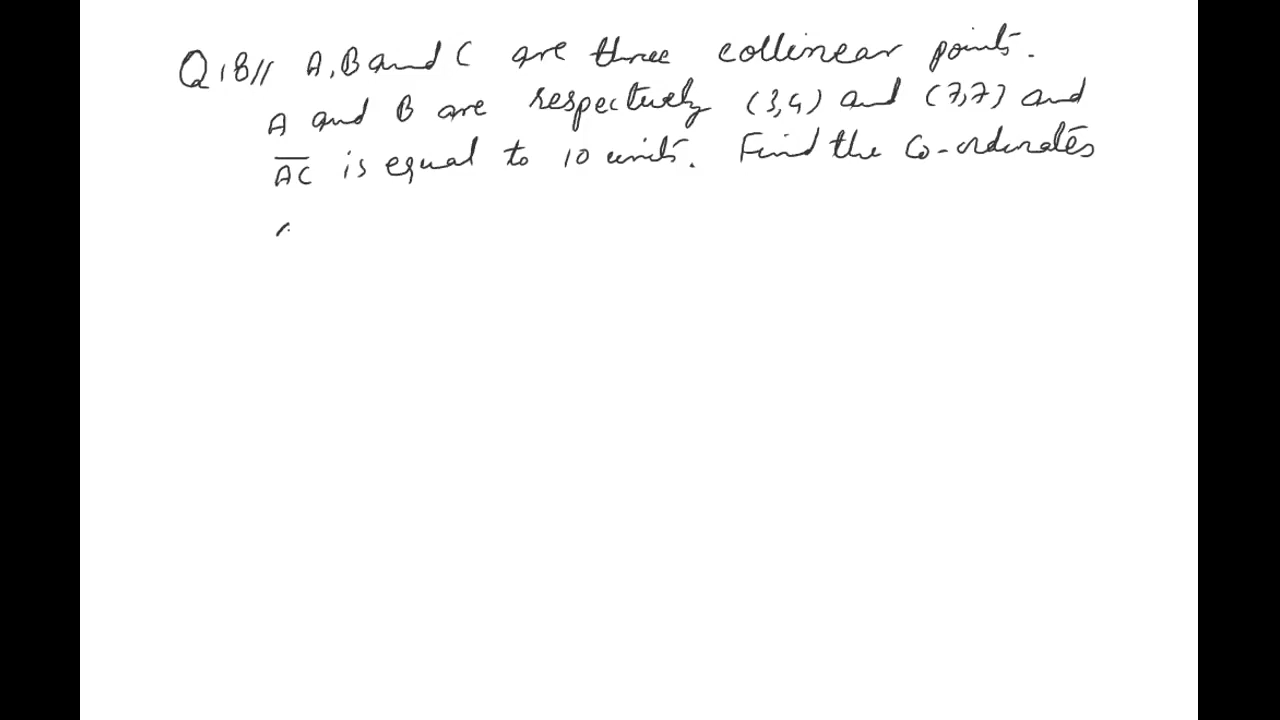 Q18// A, B and C are three collinear points.
A and B are respectively (3,4) and (7,7) and
AC is equal to 10 units. Find the Co-ordinates